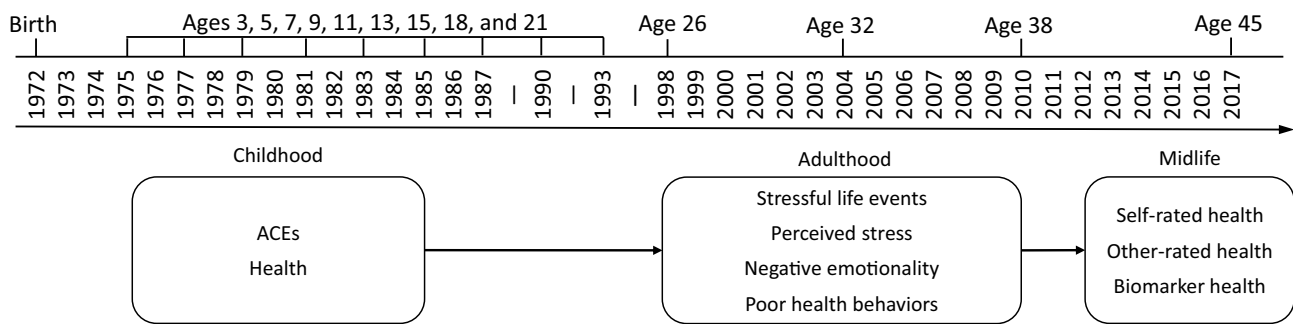 Birth Ages 3, 5, 7, 9, 11, 13, 15, 18, and 21 Age 26 Age 32 Age 38 Age 45
1972 1973 1974 1975 1976 1977 1978 1979 1980 1981 1982 1983 1984 1985 1986 1987 – 1990 – 1993 – 1998 1999 2000 2001 2002 2003 2004 2005 2006 2007 2008 2009 2010 2011 2012 2013 2014 2015 2016 2017
Childhood Adulthood Midlife
ACEs
Health
Stressful life events
Perceived stress
Negative emotionality
Poor health behaviors
Self-rated health
Other-rated health
Biomarker health